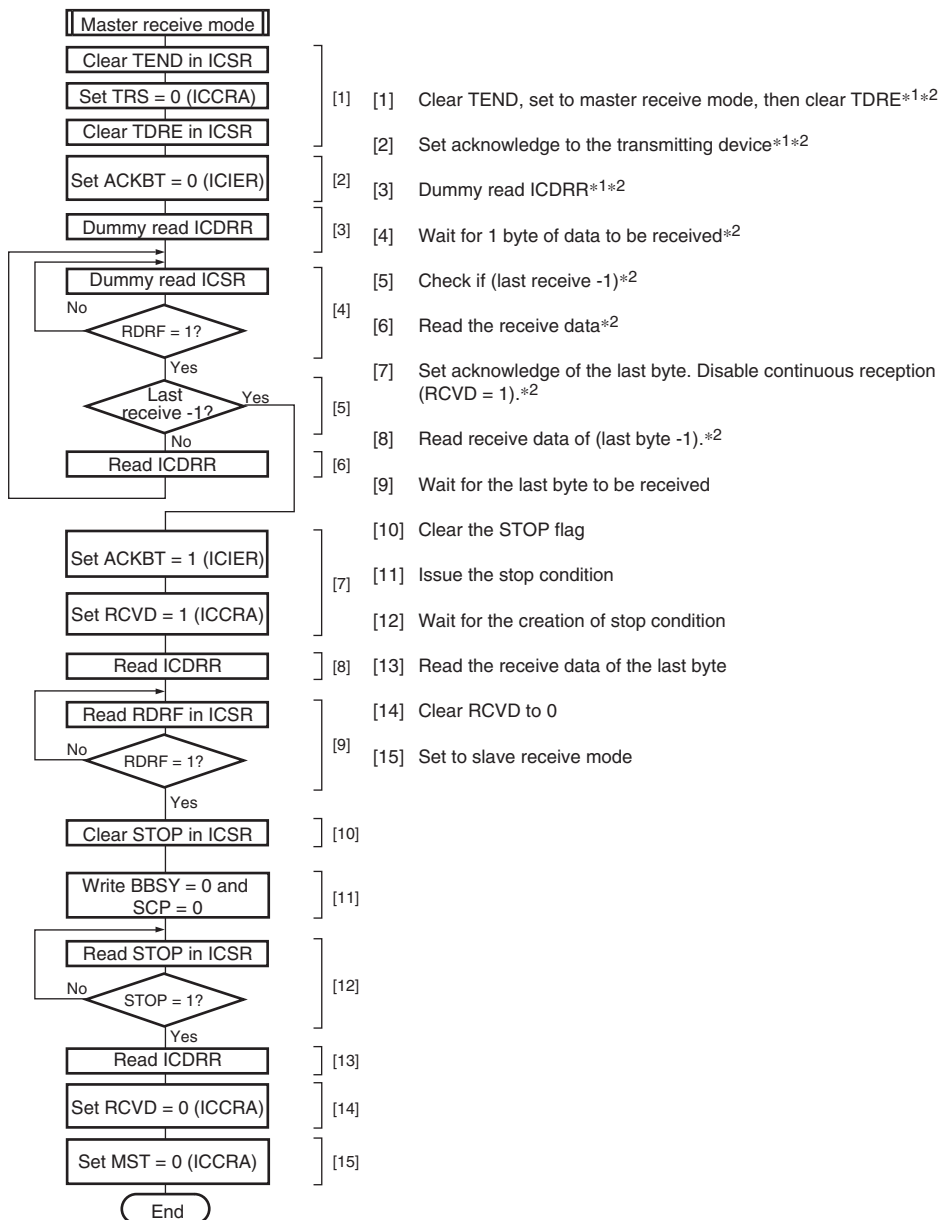 Master receive mode
Clear TEND in ICSR
Set TRS = 0 (ICCRA)
[1]
Clear TDRE in ICSR
Set ACKBT = 0 (ICIER)
[2]
Dummy read ICDRR
[3]
Dummy read ICSR
No
RDRF = 1?
[4]
Yes
Last
receive -1?
Yes
[5]
No
Read ICDRR
[6]
Set ACKBT = 1 (ICIER)
[7]
Set RCVD = 1 (ICCRA)
Read ICDRR
[8]
Read RDRF in ICSR
No
RDRF = 1?
[9]
Yes
Clear STOP in ICSR
[10]
Write BBSY = 0 and
SCP = 0
[11]
Read STOP in ICSR
No
STOP = 1?
[12]
Yes
Read ICDRR
[13]
Set RCVD = 0 (ICCRA)
[14]
Set MST = 0 (ICCRA)
[15]
End
[1] Clear TEND, set to master receive mode, then clear TDRE*1*2
[2] Set acknowledge to the transmitting device*1*2
[3] Dummy read ICDRR*1*2
[4] Wait for 1 byte of data to be received*2
[5] Check if (last receive -1)*2
[6] Read the receive data*2
[7] Set acknowledge of the last byte. Disable continuous reception
(RCVD = 1).*2
[8] Read receive data of (last byte -1).*2
[9] Wait for the last byte to be received
[10] Clear the STOP flag
[11] Issue the stop condition
[12] Wait for the creation of stop condition
[13] Read the receive data of the last byte
[14] Clear RCVD to 0
[15] Set to slave receive mode